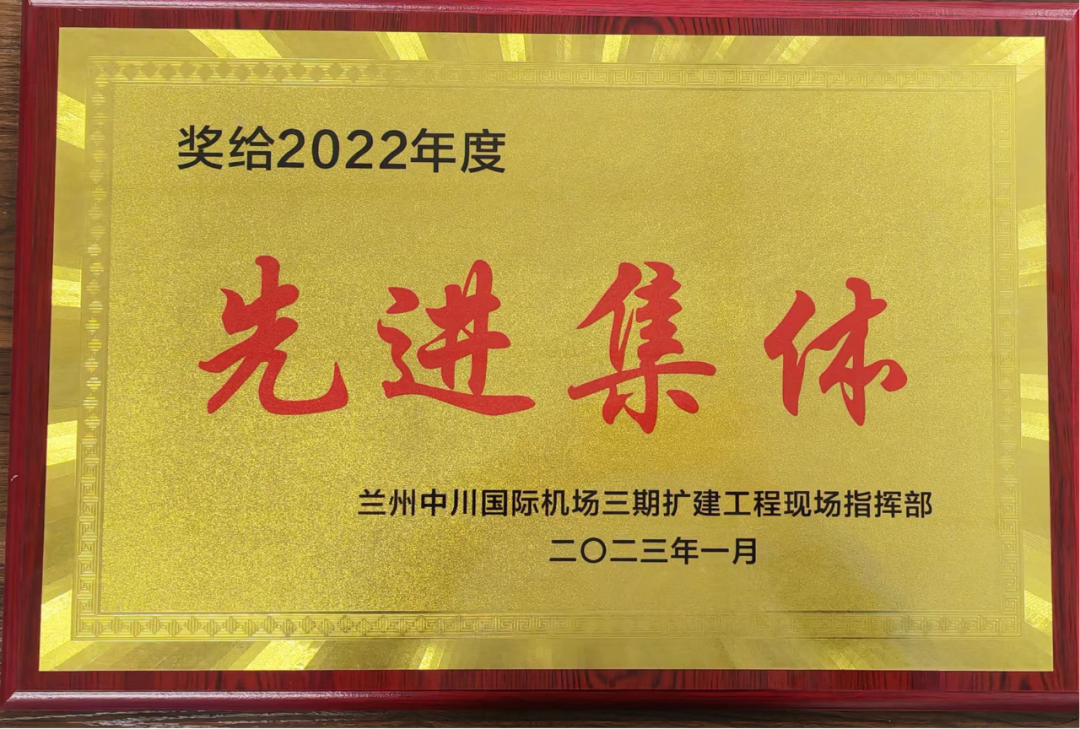 奖给2022年度
先进集体
兰州中川国际机场三期扩建工程现场指挥部
二〇二三年一月